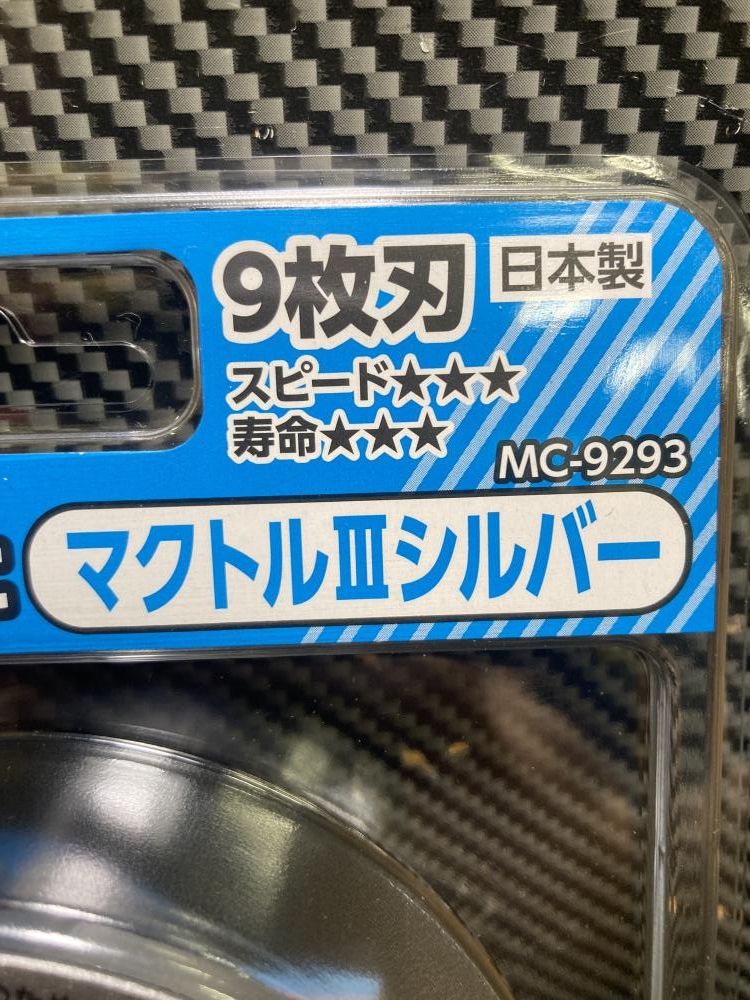 9枚刃
日本製
スピード★★★
寿命★★★
MC-9293
マクトルⅢシルバー